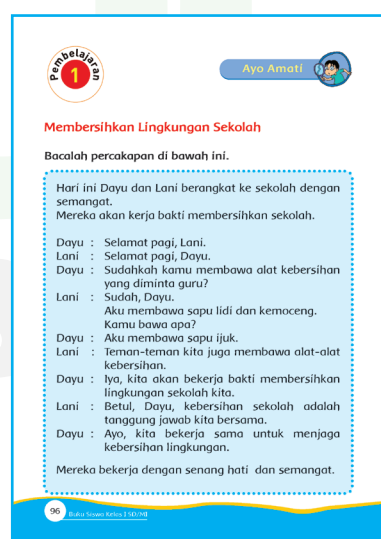 Pembelajaran
1
Ayo Amati
Membersihkan Lingkungan Sekolah
Bacalah percakapan di bawah ini.
Hari ini Dayu dan Lani berangkat ke sekolah dengan
semangat.
Mereka akan kerja bakti membersihkan sekolah.
Dayu : Selamat pagi, Lani.
Lani : Selamat pagi, Dayu.
Dayu : Sudahkah kamu membawa alat kebersihan
yang diminta guru?
Lani : Sudah, Dayu.
Aku membawa sapu lidi dan kemoceng.
Kamu bawa apa?
Dayu : Aku membawa sapu ijuk.
Lani : Teman-teman kita juga membawa alat-alat
kebersihan.
Dayu : Iya, kita akan bekerja bakti membersihkan
lingkungan sekolah kita.
Lani : Betul, Dayu, kebersihan sekolah adalah
tanggung jawab kita bersama.
Dayu : Ayo, kita bekerja sama untuk menjaga
kebersihan lingkungan.
Mereka bekerja dengan senang hati dan semangat.
96 Buku Siswa Kelas I SD/MI